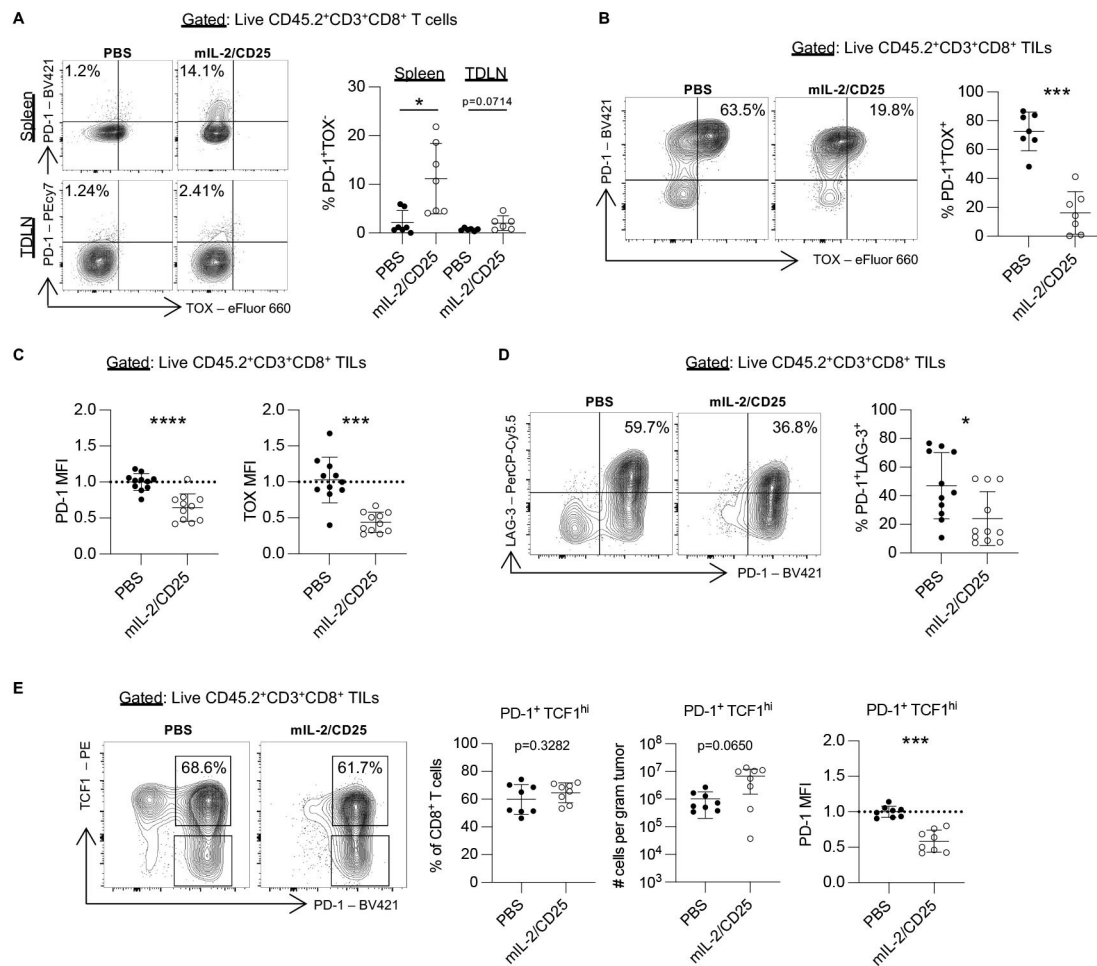 A
Gated: Live CD45.2⁺CD3⁺CD8⁺ T cells
PBS
mIL-2/CD25
Spleen
PD-1 – BV421
1.2%
14.1%
TDLN
PD-1 – PEcy7
1.24%
2.41%
TOX – eFluor 660
Spleen
TDLN
*
p=0.0714
% PD-1⁺TOX⁻
30
20
10
0
PBS
mIL-2/CD25
PBS
mIL-2/CD25
B
Gated: Live CD45.2⁺CD3⁺CD8⁺ TILs
PBS
mIL-2/CD25
PD-1 – BV421
63.5%
19.8%
TOX – eFluor 660
***
% PD-1⁺TOX⁺
100
80
60
40
20
0
PBS
mIL-2/CD25
C
Gated: Live CD45.2⁺CD3⁺CD8⁺ TILs
****
PD-1 MFI
2.0
1.5
1.0
0.5
0.0
PBS
mIL-2/CD25
***
TOX MFI
2.0
1.5
1.0
0.5
0.0
PBS
mIL-2/CD25
D
Gated: Live CD45.2⁺CD3⁺CD8⁺ TILs
PBS
mIL-2/CD25
LAG-3 – PerCP-Cy5.5
59.7%
36.8%
PD-1 – BV421
*
% PD-1⁺LAG-3⁺
100
80
60
40
20
0
PBS
mIL-2/CD25
E
Gated: Live CD45.2⁺CD3⁺CD8⁺ TILs
PBS
mIL-2/CD25
TCF1 – PE
68.6%
61.7%
PD-1 – BV421
PD-1⁺ TCF1ʰⁱ
p=0.3282
% of CD8⁺ T cells
100
80
60
40
20
0
PBS
mIL-2/CD25
PD-1⁺ TCF1ʰⁱ
p=0.0650
# cells per gram tumor
10⁸
10⁷
10⁶
10⁵
10⁴
10³
PBS
mIL-2/CD25
PD-1⁺ TCF1ʰⁱ
***
PD-1 MFI
2.0
1.5
1.0
0.5
0.0
PBS
mIL-2/CD25